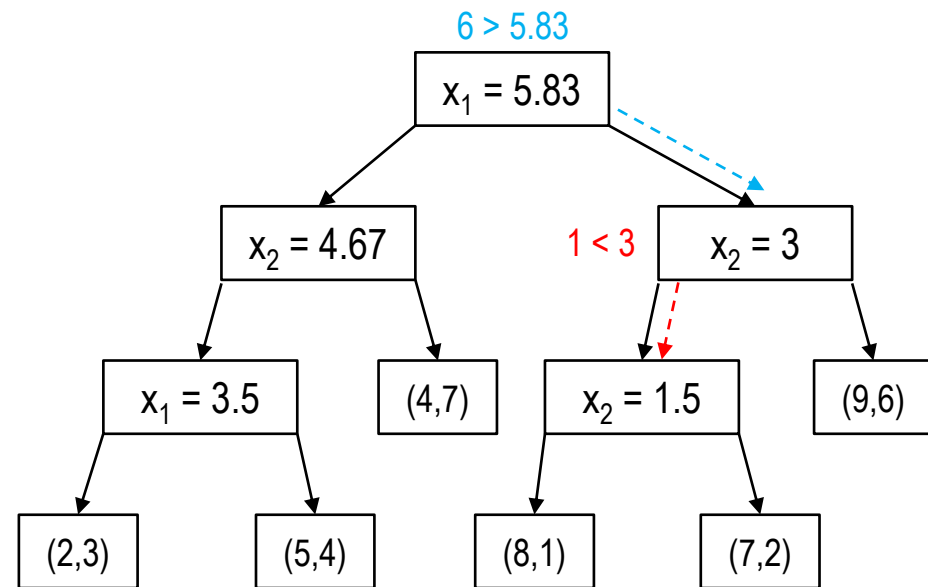 6 > 5.83
x₁ = 5.83
x₂ = 4.67
1 < 3
x₂ = 3
x₁ = 3.5
(4,7)
x₂ = 1.5
(9,6)
(2,3)
(5,4)
(8,1)
(7,2)